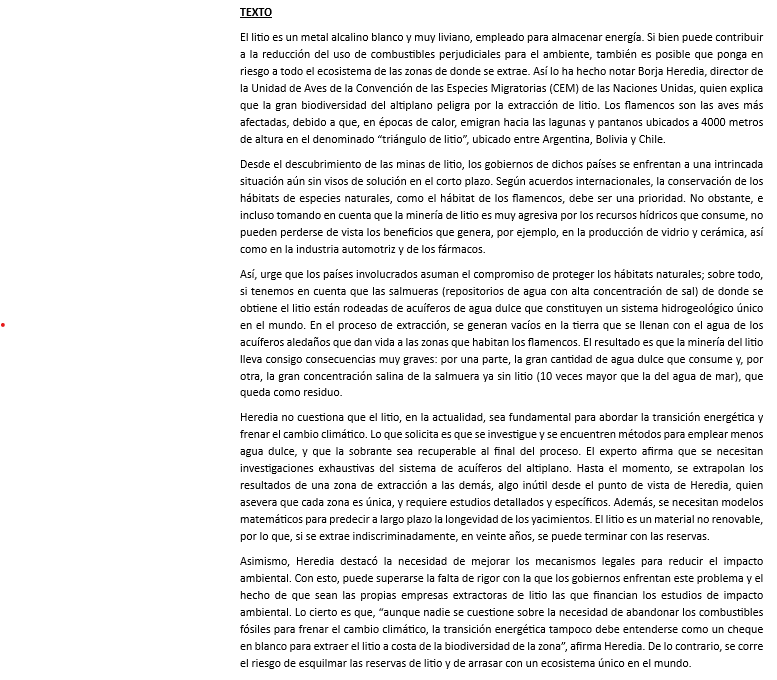 TEXTO
El litio es un metal alcalino blanco y muy liviano, empleado para almacenar energía. Si bien puede contribuir
a la reducción del uso de combustibles perjudiciales para el ambiente, también es posible que ponga en
riesgo a todo el ecosistema de las zonas de donde se extrae. Así lo ha hecho notar Borja Heredia, director de
la Unidad de Aves de la Convención de las Especies Migratorias (CEM) de las Naciones Unidas, quien explica
que la gran biodiversidad del altiplano peligra por la extracción de litio. Los flamencos son las aves más
afectadas, debido a que, en épocas de calor, emigran hacia las lagunas y pantanos ubicados a 4000 metros
de altura en el denominado “triángulo de litio”, ubicado entre Argentina, Bolivia y Chile.
Desde el descubrimiento de las minas de litio, los gobiernos de dichos países se enfrentan a una intrincada
situación aún sin visos de solución en el corto plazo. Según acuerdos internacionales, la conservación de los
hábitats de especies naturales, como el hábitat de los flamencos, debe ser una prioridad. No obstante, e
incluso tomando en cuenta que la minería de litio es muy agresiva por los recursos hídricos que consume, no
pueden perderse de vista los beneficios que genera, por ejemplo, en la producción de vidrio y cerámica, así
como en la industria automotriz y de los fármacos.
Así, urge que los países involucrados asuman el compromiso de proteger los hábitats naturales; sobre todo,
si tenemos en cuenta que las salmueras (repositorios de agua con alta concentración de sal) de donde se
obtiene el litio están rodeadas de acuíferos de agua dulce que constituyen un sistema hidrogeológico único
en el mundo. En el proceso de extracción, se generan vacíos en la tierra que se llenan con el agua de los
acuíferos aledaños que dan vida a las zonas que habitan los flamencos. El resultado es que la minería del litio
lleva consigo consecuencias muy graves: por una parte, la gran cantidad de agua dulce que consume y, por
otra, la gran concentración salina de la salmuera ya sin litio (10 veces mayor que la del agua de mar), que
queda como residuo.
Heredia no cuestiona que el litio, en la actualidad, sea fundamental para abordar la transición energética y
frenar el cambio climático. Lo que solicita es que se investigue y se encuentren métodos para emplear menos
agua dulce, y que la sobrante sea recuperable al final del proceso. El experto afirma que se necesitan
investigaciones exhaustivas del sistema de acuíferos del altiplano. Hasta el momento, se extrapolan los
resultados de una zona de extracción a las demás, algo inútil desde el punto de vista de Heredia, quien
asevera que cada zona es única, y requiere estudios detallados y específicos. Además, se necesitan modelos
matemáticos para predecir a largo plazo la longevidad de los yacimientos. El litio es un material no renovable,
por lo que, si se extrae indiscriminadamente, en veinte años, se puede terminar con las reservas.
Asimismo, Heredia destacó la necesidad de mejorar los mecanismos legales para reducir el impacto
ambiental. Con esto, puede superarse la falta de rigor con la que los gobiernos enfrentan este problema y el
hecho de que sean las propias empresas extractoras de litio las que financien los estudios de impacto
ambiental. Lo cierto es que, “aunque nadie se cuestione sobre la necesidad de abandonar los combustibles
fósiles para frenar el cambio climático, la transición energética tampoco debe entenderse como un cheque
en blanco para extraer el litio a costa de la biodiversidad de la zona”, afirma Heredia. De lo contrario, se corre
el riesgo de esquilmar las reservas de litio y de arrasar con un ecosistema único en el mundo.